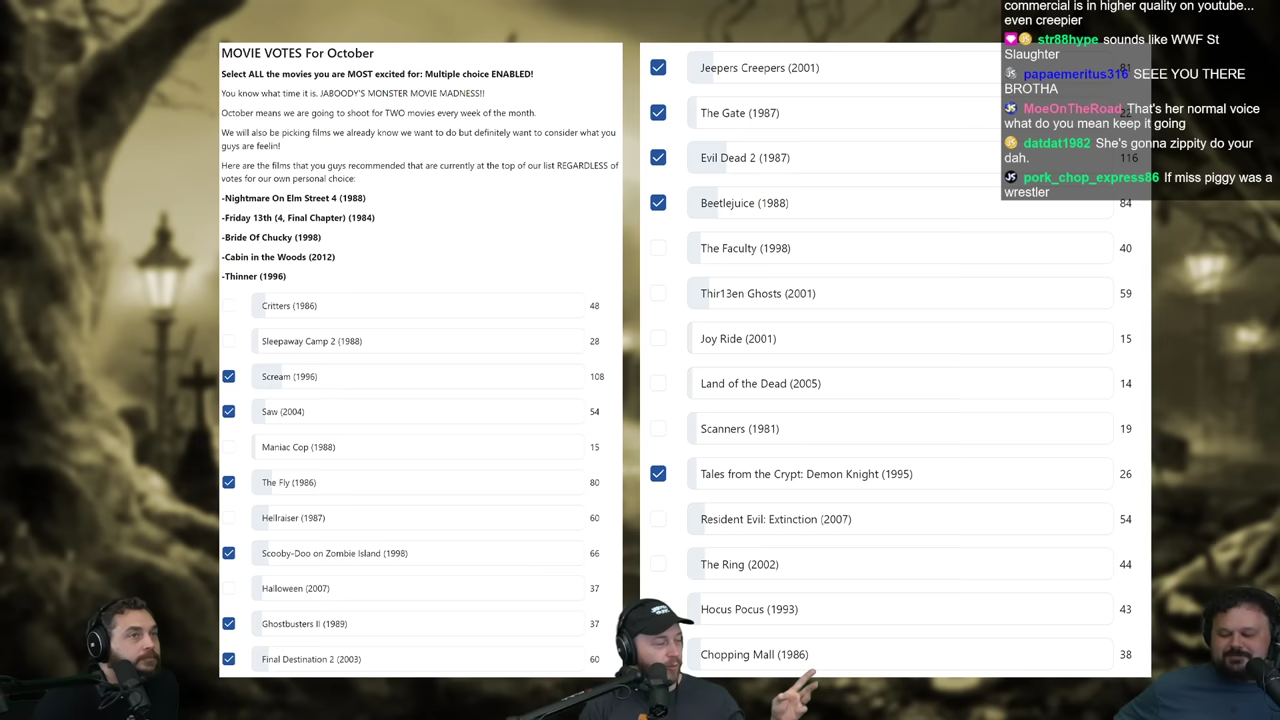 MOVIE VOTES For October
Select ALL the movies you are MOST excited for: Multiple choice ENABLED!
You know what time it is. JABOODY'S MONSTER MOVIE MADNESS!!
October means we are going to shoot for TWO movies every week of the month.
We will also be picking films we already know we want to do but definitely want to consider what you
guys are feelin!
Here are the films that you guys recommended that are currently at the top of our list REGARDLESS of
votes for our own personal choice:
-Nightmare On Elm Street 4 (1988)
-Friday 13th (4, Final Chapter) (1984)
-Bride Of Chucky (1998)
-Cabin in the Woods (2012)
-Thinner (1996)
Critters (1986) 48
Sleepaway Camp 2 (1988) 28
Scream (1996) 108
Saw (2004) 54
Maniac Cop (1988) 15
The Fly (1986) 80
Hellraiser (1987) 60
Scooby-Doo on Zombie Island (1998) 66
Halloween (2007) 37
Ghostbusters II (1989) 37
Final Destination 2 (2003) 60
Jeepers Creepers (2001) 81
The Gate (1987) 22
Evil Dead 2 (1987) 116
Beetlejuice (1988) 84
The Faculty (1998) 40
Thir13en Ghosts (2001) 59
Joy Ride (2001) 15
Land of the Dead (2005) 14
Scanners (1981) 19
Tales from the Crypt: Demon Knight (1995) 26
Resident Evil: Extinction (2007) 54
The Ring (2002) 44
Hocus Pocus (1993) 43
Chopping Mall (1986) 38
commercial is in higher quality on youtube...
even creepier
str88hype sounds like WWF St
Slaughter
papaemeritus316 SEEE YOU THERE
BROTHA
MoeOnTheRoad That's her normal voice
what do you mean keep it going
datdat1982 She's gonna zippity do your
dah.
pork_chop_express86 If miss piggy was a
wrestler